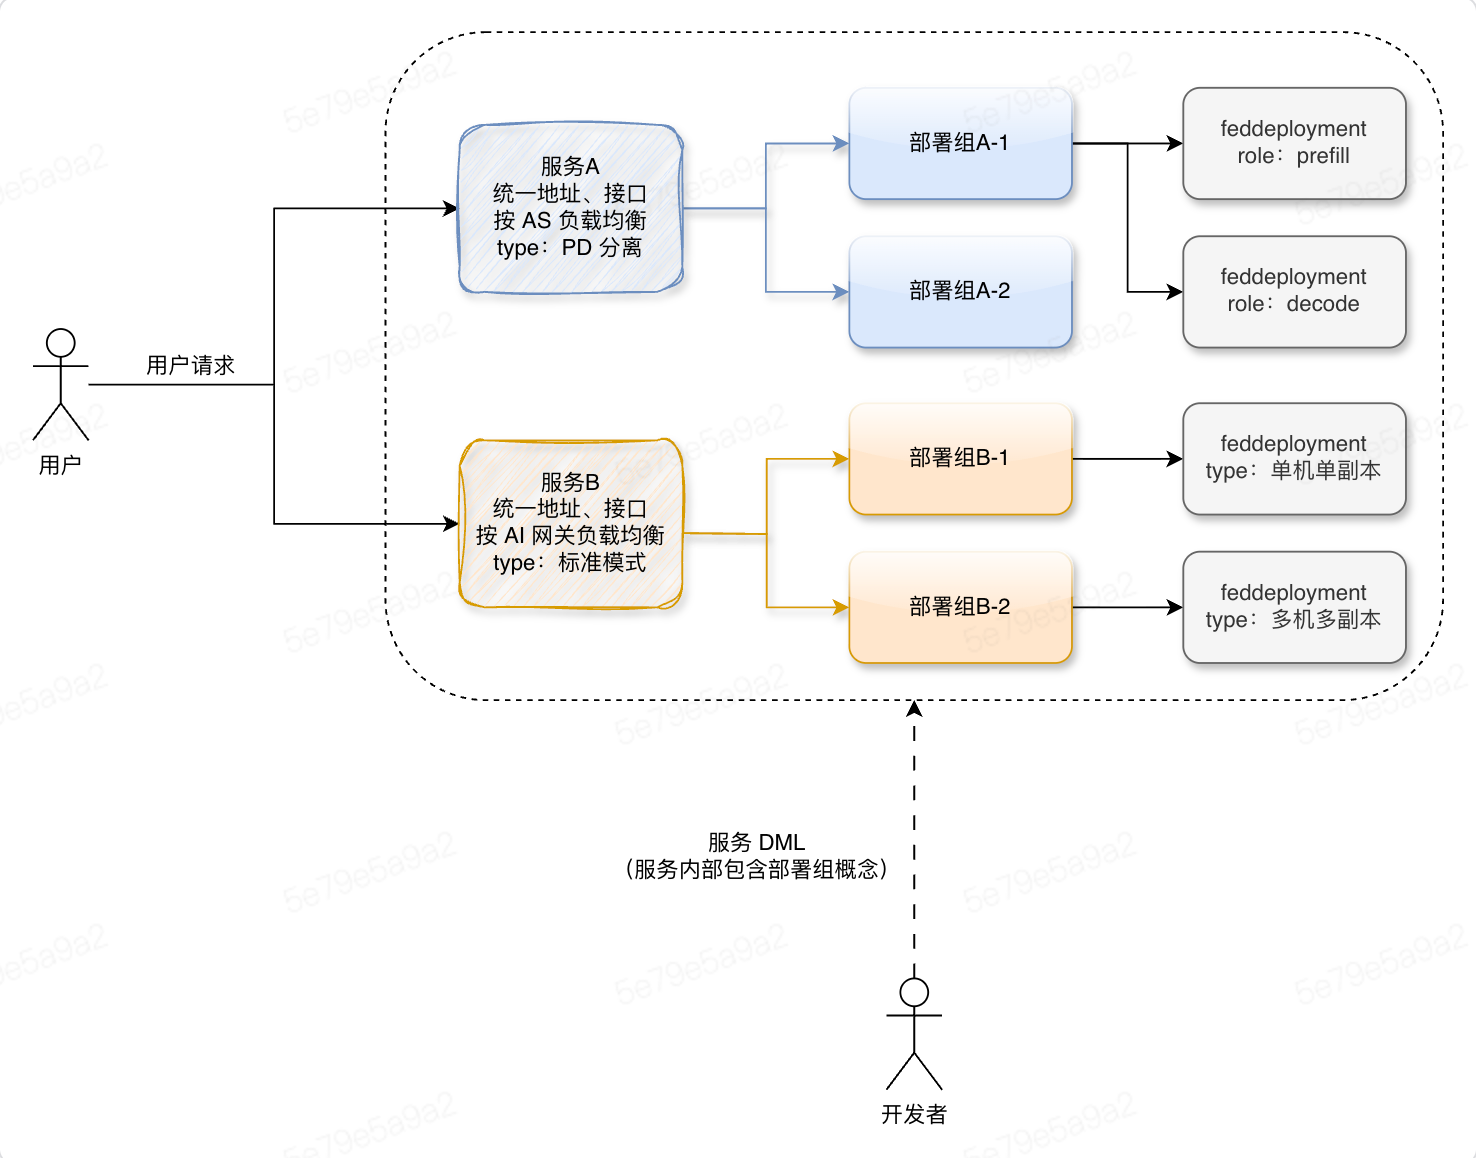 服务A
统一地址、接口
按 AS 负载均衡
type：PD 分离
部署组A-1
部署组A-2
feddeployment
role：prefill
feddeployment
role：decode
用户请求
用户
服务B
统一地址、接口
按 AI 网关负载均衡
type：标准模式
部署组B-1
部署组B-2
feddeployment
type：单机单副本
feddeployment
type：多机多副本
服务 DML
（服务内部包含部署组概念）
开发者
5e79e5a9a2